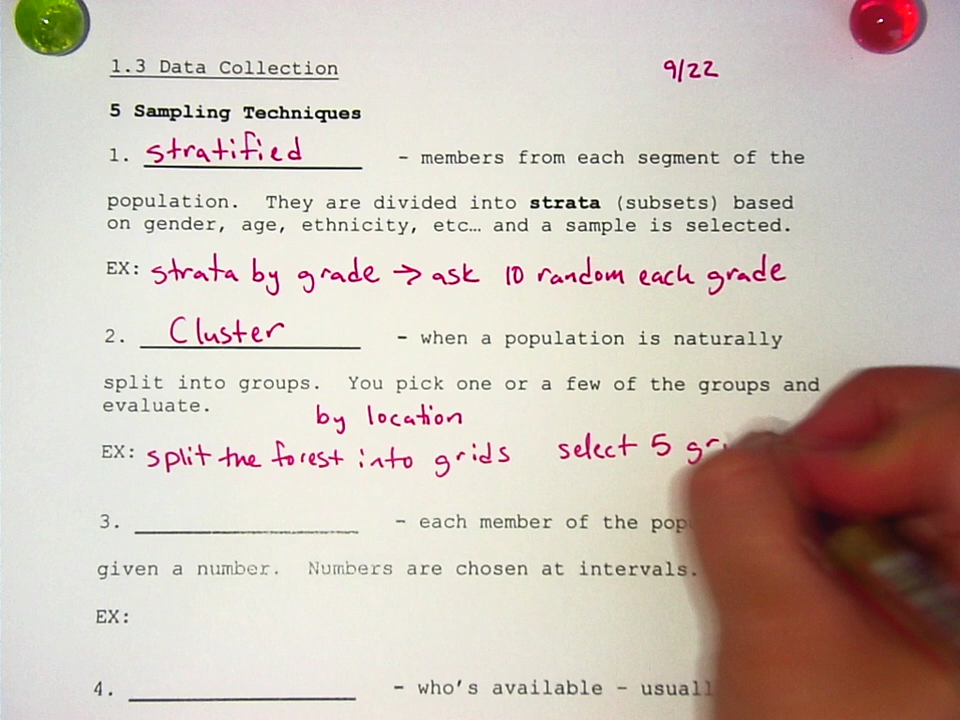 1.3 Data Collection 9/22
5 Sampling Techniques
1. stratified - members from each segment of the
population. They are divided into strata (subsets) based
on gender, age, ethnicity, etc… and a sample is selected.
EX: strata by grade → ask 10 random each grade
2. Cluster - when a population is naturally
split into groups. You pick one or a few of the groups and
evaluate.
by location
EX: split the forest into grids select 5
3. - each member of the
given a number. Numbers are chosen at intervals.
EX:
4. - who's available -